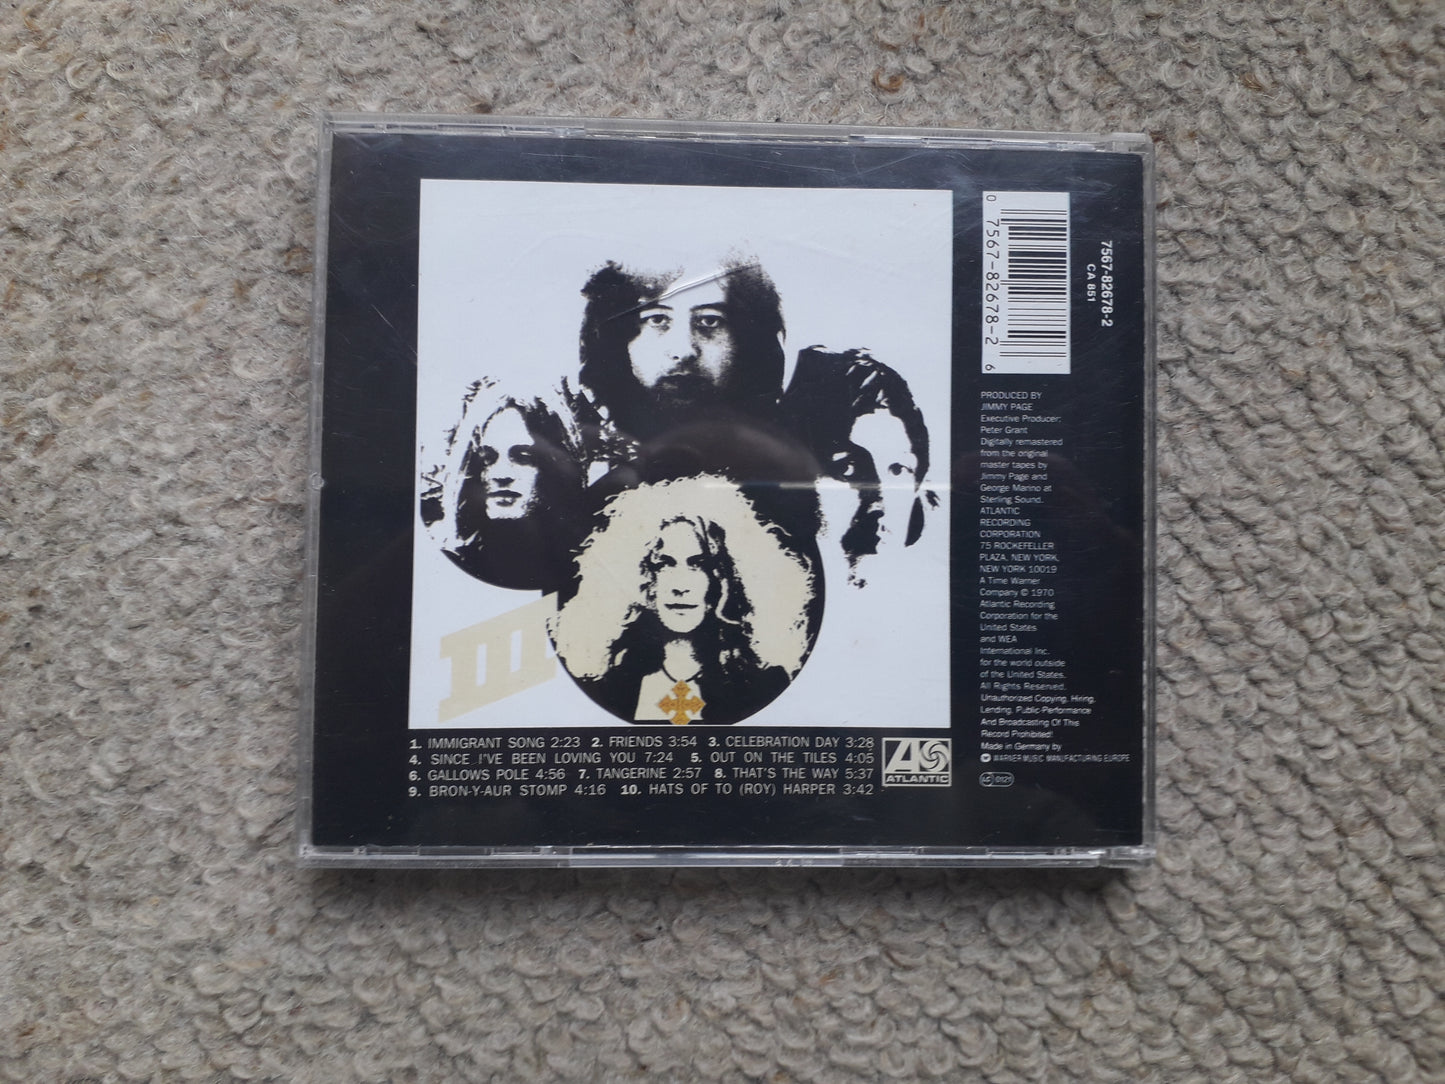 III
1. IMMIGRANT SONG 2:23 2. FRIENDS 3:54 3. CELEBRATION DAY 3:28
4. SINCE I'VE BEEN LOVING YOU 7:24 5. OUT ON THE TILES 4:05
6. GALLOWS POLE 4:56 7. TANGERINE 2:57 8. THAT'S THE WAY 5:37
9. BRON-Y-AUR STOMP 4:16 10. HATS OF TO (ROY) HARPER 3:42
A
ATLANTIC
0 7567-82678-2 6
7567-82678-2
CA 851
PRODUCED BY
JIMMY PAGE
Executive Producer:
Peter Grant
Digitally remastered
from the original
master tapes by
Jimmy Page and
George Marino at
Sterling Sound.
ATLANTIC
RECORDING
CORPORATION
75 ROCKEFELLER
PLAZA, NEW YORK,
NEW YORK 10019
A Time Warner
Company © 1970
Atlantic Recording
Corporation for the
United States
and WEA
International Inc.
for the world outside
of the United States.
All Rights Reserved.
Unauthorized Copying, Hiring,
Lending, Public Performance
And Broadcasting Of This
Record Prohibited!
Made in Germany by
WARNER MUSIC MANUFACTURING EUROPE
LC 0121